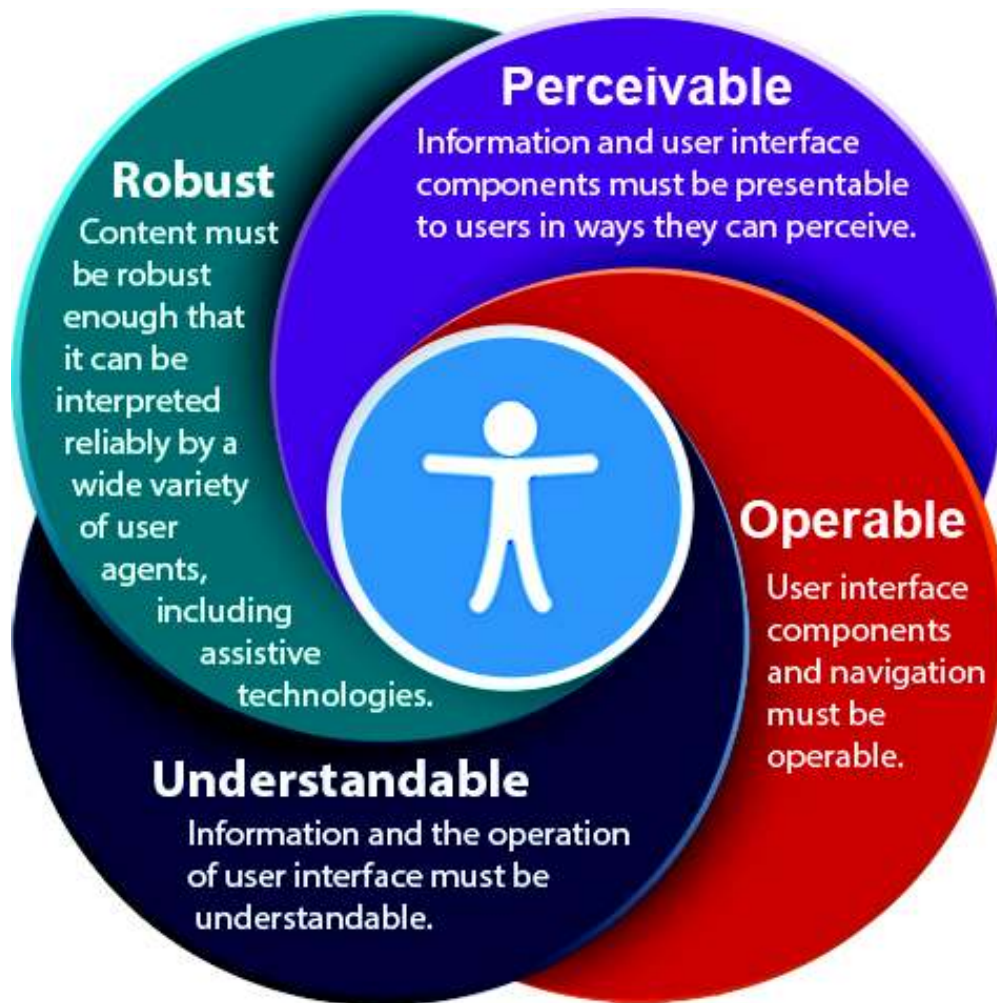 Perceivable
Information and user interface
components must be presentable
to users in ways they can perceive.
Operable
User interface
components
and navigation
must be
operable.
Understandable
Information and the operation
of user interface must be
understandable.
Robust
Content must
be robust
enough that
it can be
interpreted
reliably by a
wide variety
of user
agents,
including
assistive
technologies.